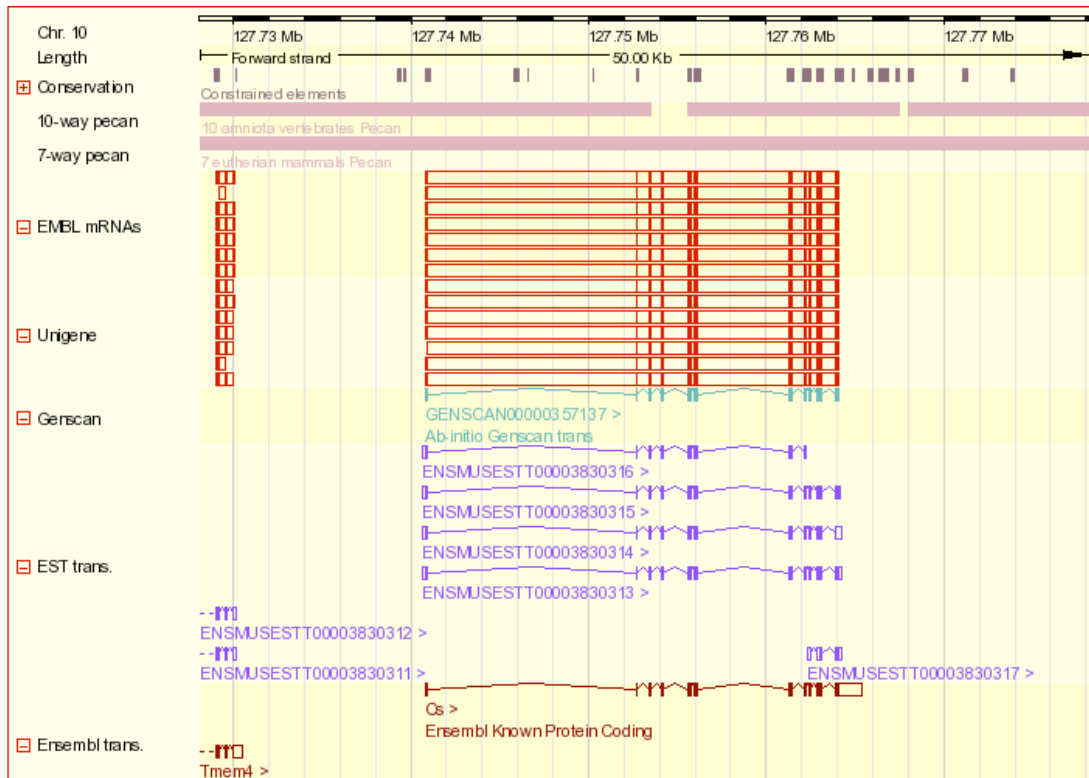 Chr. 10
127.73 Mb 127.74 Mb 127.75 Mb 127.76 Mb 127.77 Mb
Length
Forward strand 50.00 Kb
Conservation
Constrained elements
10-way pecan
10 amniota vertebrates Pecan
7-way pecan
7 eutherian mammals Pecan
EMBL mRNAs
Unigene
Genscan
GENSCAN00000357137 >
Ab-initio Genscan trans
ENSMUSESTT00003830316 >
ENSMUSESTT00003830315 >
ENSMUSESTT00003830314 >
EST trans.
ENSMUSESTT00003830313 >
ENSMUSESTT00003830312 >
ENSMUSESTT00003830311 > ENSMUSESTT00003830317 >
Cs >
Ensembl Known Protein Coding
Ensembl trans.
Tmem4 >